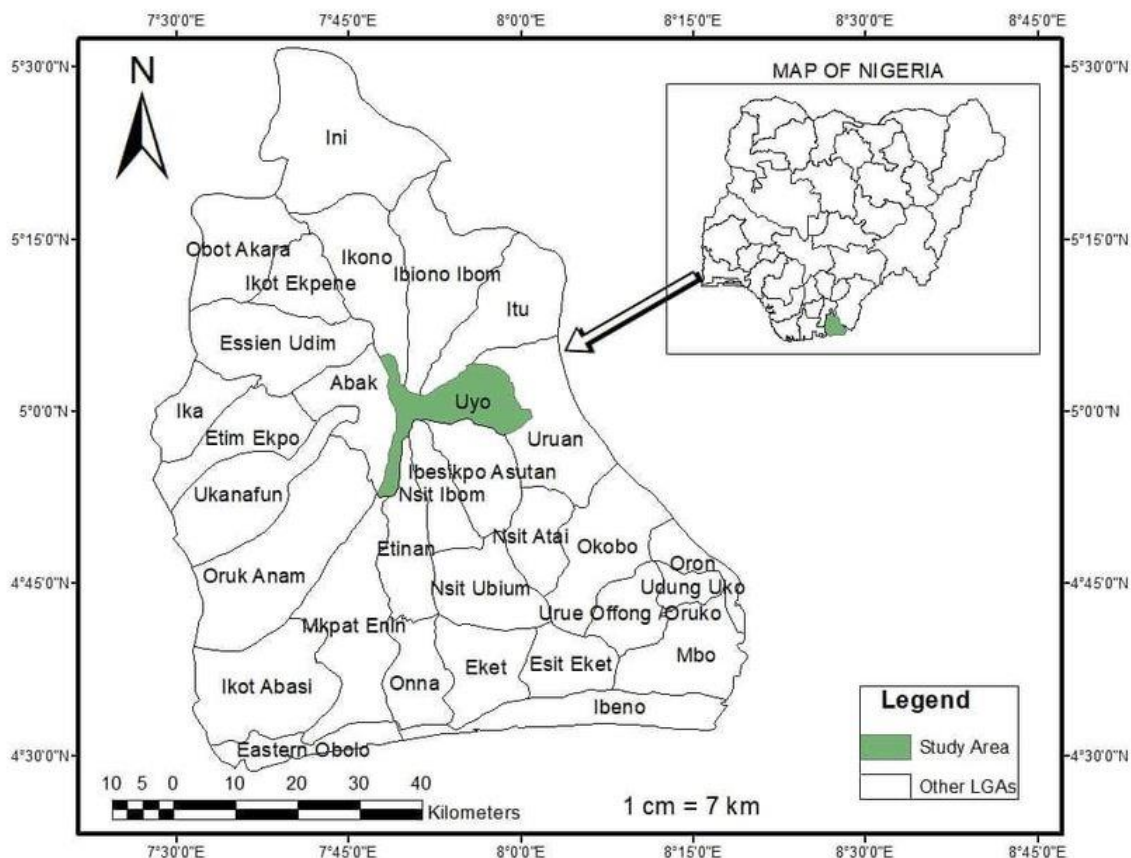 7°30'0"E 7°45'0"E 8°0'0"E 8°15'0"E 8°30'0"E 8°45'0"E
5°30'0"N
5°30'0"N
N
MAP OF NIGERIA
Ini
5°15'0"N
5°15'0"N
Obot Akara
Ikono
Ibiono Ibom
Ikot Ekpene
Itu
Essien Udim
Abak
Uyo
Ika
5°0'0"N
5°0'0"N
Etim Ekpo
Uruan
Ibesikpo Asutan
Ukanafun
Nsit Ibom
Nsit Atai
Okobo
Etinan
Oron
Oruk Anam
4°45'0"N
4°45'0"N
Nsit Ubium
Udung Uko
Urue Offong /Oruko
Mkpat Enin
Mbo
Ikot Abasi
Onna
Eket
Esit Eket
Ibeno
Eastern Obolo
4°30'0"N
4°30'0"N
Legend
Study Area
Other LGAs
10 5 0 10 20 30 40
Kilometers
1 cm = 7 km
7°30'0"E 7°45'0"E 8°0'0"E 8°15'0"E 8°30'0"E 8°45'0"E